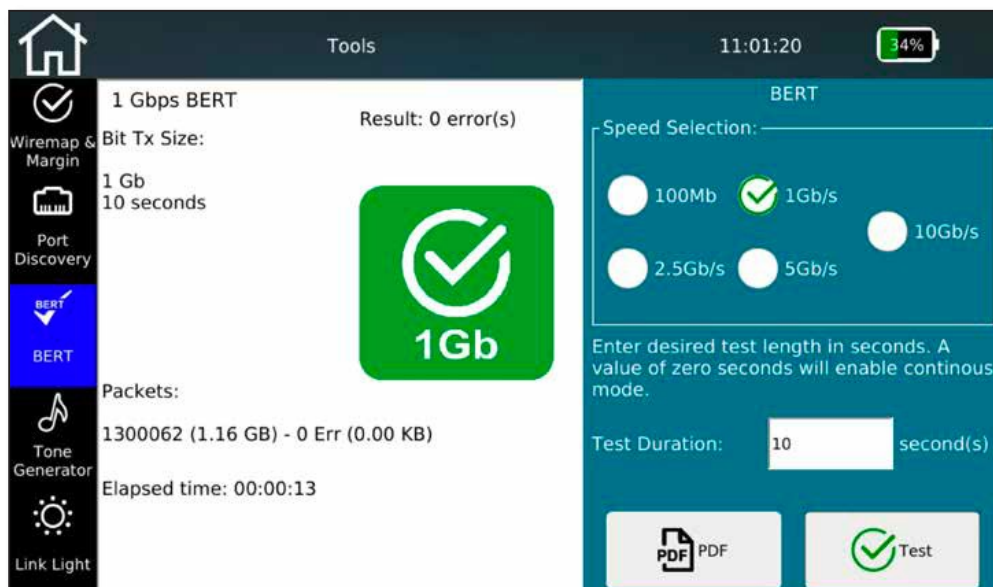 Tools
11:01:20
34%
Wiremap &
Margin
Port
Discovery
BERT
BERT
Tone
Generator
Link Light
1 Gbps BERT
Result: 0 error(s)
Bit Tx Size:
1 Gb
10 seconds
1Gb
Packets:
1300062 (1.16 GB) - 0 Err (0.00 KB)
Elapsed time: 00:00:13
BERT
Speed Selection:
100Mb
1Gb/s
10Gb/s
2.5Gb/s
5Gb/s
Enter desired test length in seconds. A
value of zero seconds will enable continous
mode.
Test Duration:
10
second(s)
PDF
PDF
Test